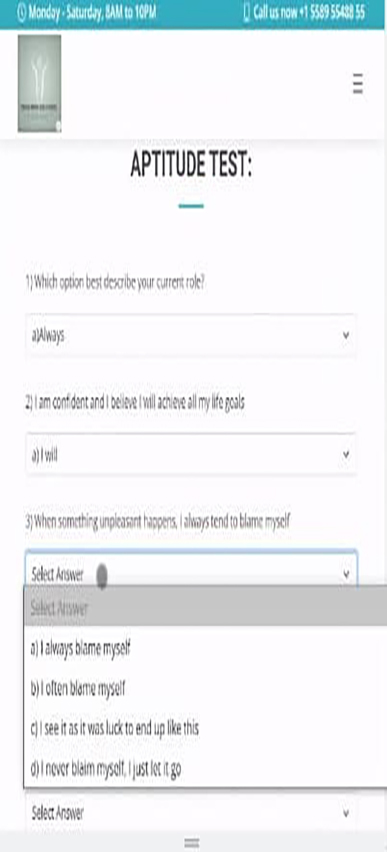 Monday - Saturday, 8AM to 10PM
Call us now +1 5589 55488 55
APTITUDE TEST:
1) Which option best describe your current role?
a)Always
2) I am confident and I believe I will achieve all my life goals
a) I will
3) When something unpleasant happens, I always tend to blame myself
Select Answer
Select Answer
a) I always blame myself
b) I often blame myself
c) I see it as it was luck to end up like this
d) I never blaim myself, I just let it go
Select Answer